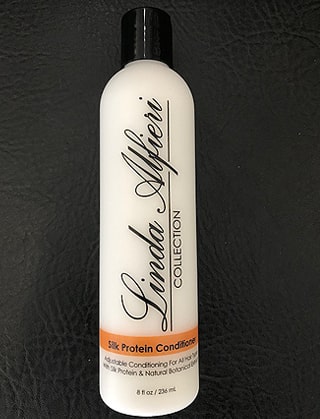 Linda Alfieri
COLLECTION
Silk Protein Conditioner
Adjustable Conditioning For All Hair
With Silk Protein & Natural Botanical
8 fl oz / 236 mL